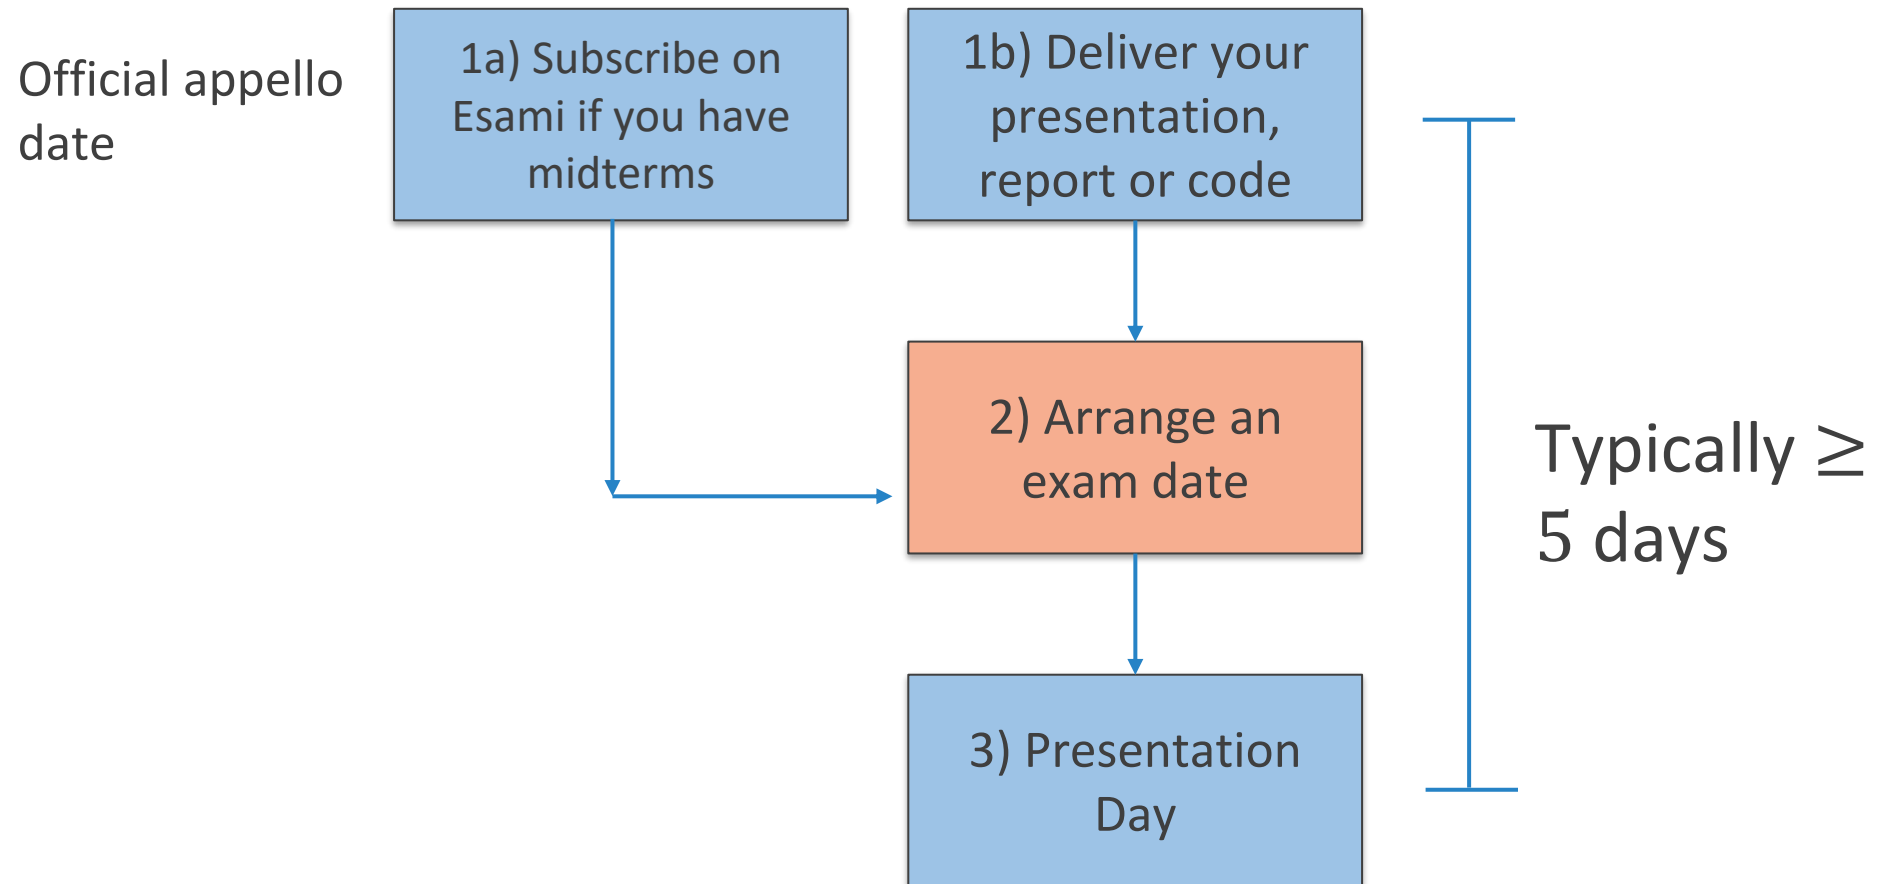 Official appello
date
1a) Subscribe on
Esami if you have
midterms
1b) Deliver your
presentation,
report or code
2) Arrange an
exam date
Typically ≥
5 days
3) Presentation
Day